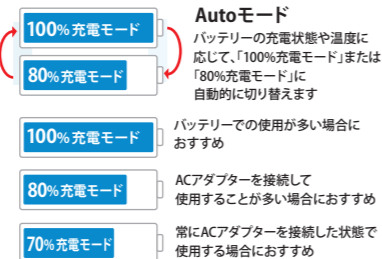 100%充電モード
80%充電モード
Autoモード
バッテリーの充電状態や温度に
応じて、「100%充電モード」または
「80%充電モード」に
自動的に切り替えます
100%充電モード
バッテリーでの使用が多い場合に
おすすめ
80%充電モード
ACアダプターを接続して
使用することが多い場合におすすめ
70%充電モード
常にACアダプターを接続した状態で
使用する場合におすすめ